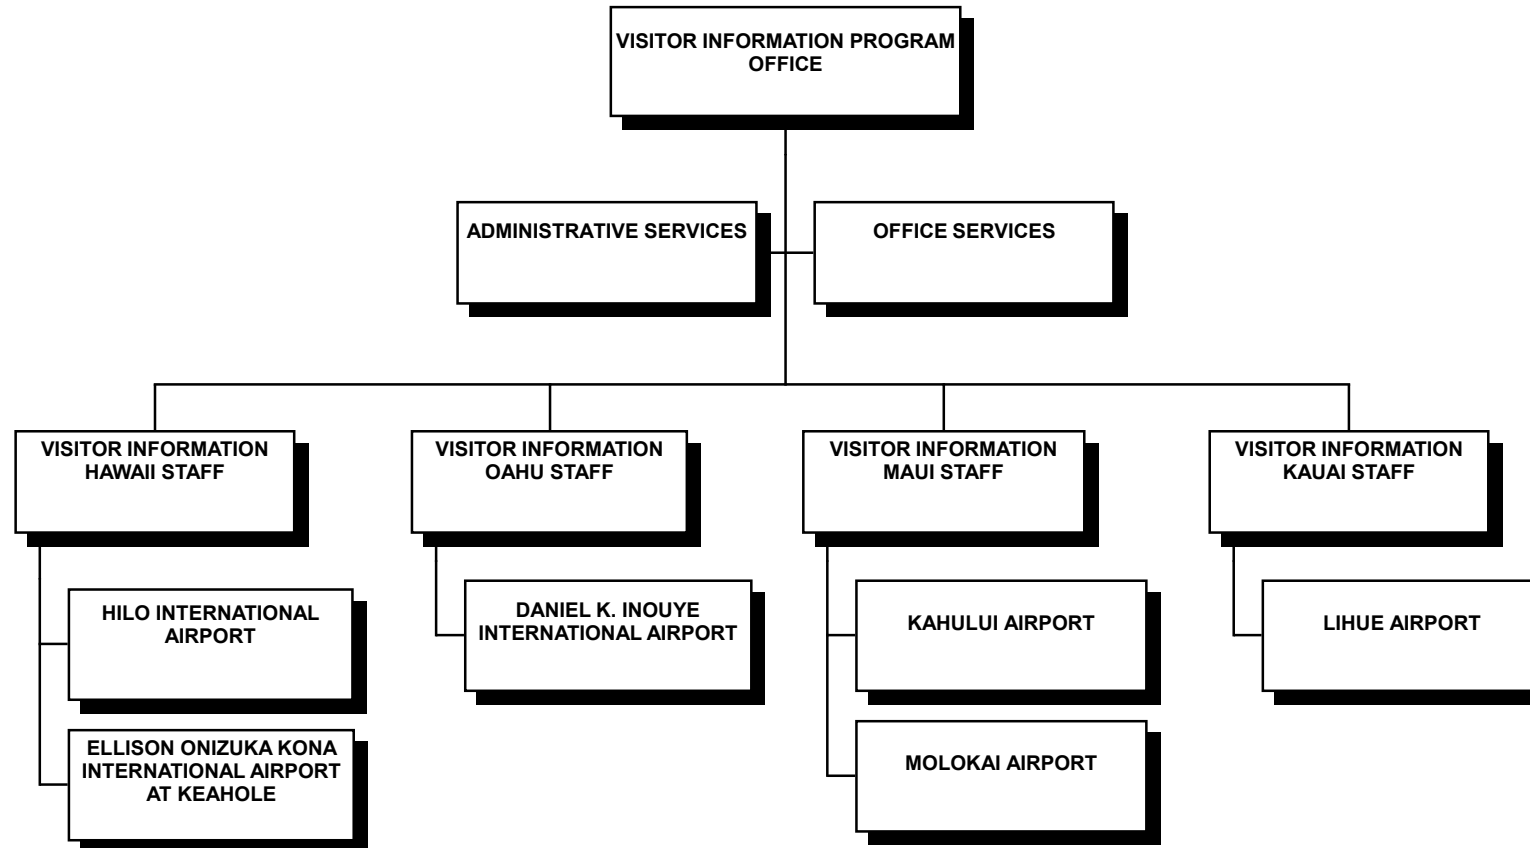 VISITOR INFORMATION PROGRAM
OFFICE
ADMINISTRATIVE SERVICES
OFFICE SERVICES
VISITOR INFORMATION
HAWAII STAFF
VISITOR INFORMATION
OAHU STAFF
VISITOR INFORMATION
MAUI STAFF
VISITOR INFORMATION
KAUAI STAFF
HILO INTERNATIONAL
AIRPORT
DANIEL K. INOUYE
INTERNATIONAL AIRPORT
KAHULUI AIRPORT
LIHUE AIRPORT
ELLISON ONIZUKA KONA
INTERNATIONAL AIRPORT
AT KEAHOLE
MOLOKAI AIRPORT